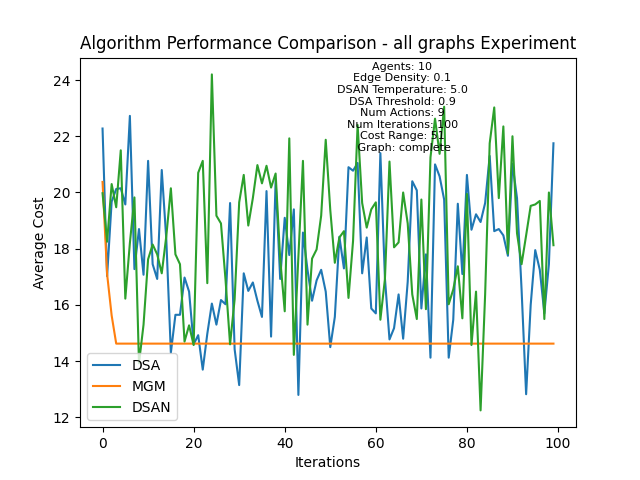 Algorithm Performance Comparison - all graphs Experiment
Agents: 10
Edge Density: 0.1
DSAN Temperature: 5.0
DSA Threshold: 0.9
Num Actions: 9
Num Iterations: 100
Cost Range: 51
Graph: complete
Average Cost
24
22
20
18
16
14
12
DSA
MGM
DSAN
0
20
40
60
80
100
Iterations